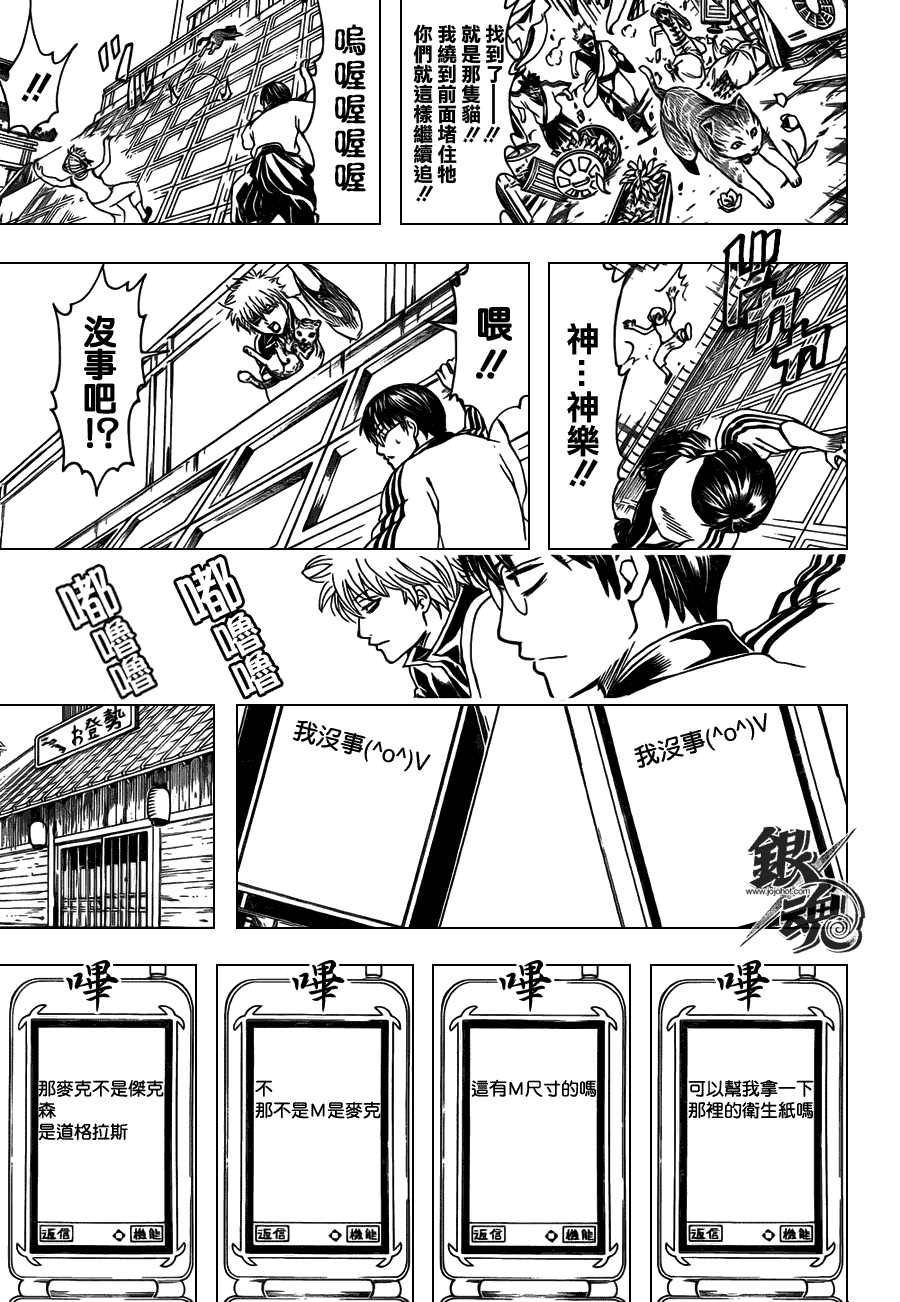 找到了——!!
就是那隻貓!!
我繞到前面堵住牠
你們就這樣繼續追!!
嗚喔喔喔喔
!!
神…神樂!!
喂!!
沒事吧!?
嘟嚕嚕
嘟嚕嚕
我沒事(^o^)V
我沒事(^o^)V
お登勢
銀魂
www.jojohot.com
嗶
可以幫我拿一下
那裡的衛生紙嗎
返信
機能
嗶
這有M尺寸的嗎
返信
機能
嗶
不
那不是M是麥克
返信
機能
嗶
那麥克不是傑克
森
是道格拉斯
返信
機能